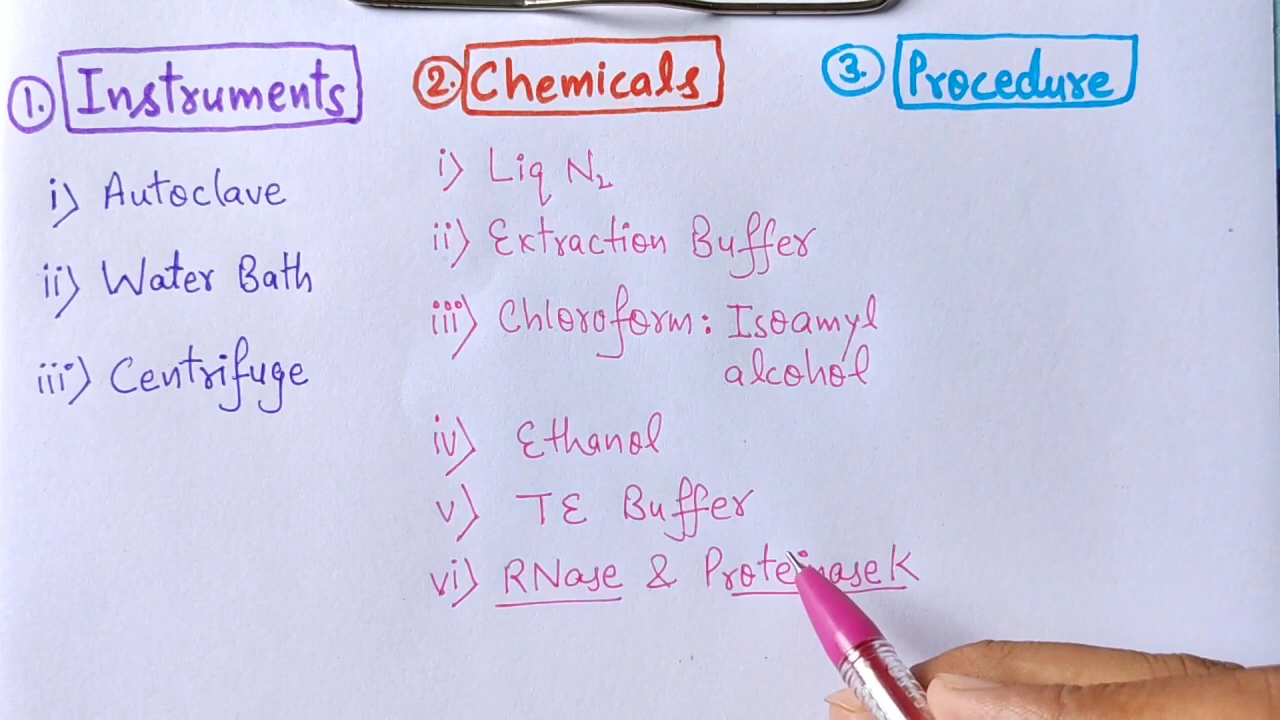 1. Instruments
i) Autoclave
ii) Water Bath
iii) Centrifuge
2. Chemicals
i) Liq N2
ii) Extraction Buffer
iii) Chloroform: Isoamyl
alcohol
iv) Ethanol
v) TE Buffer
vi) RNase & Proteinase K
3. Procedure